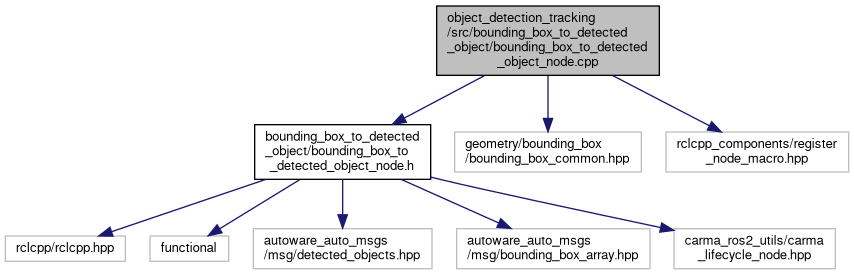 object_detection_tracking
/src/bounding_box_to_detected
_object/bounding_box_to_detected
_object_node.cpp
bounding_box_to_detected
_object/bounding_box_to
_detected_object_node.h
geometry/bounding_box
/bounding_box_common.hpp
rclcpp_components/register
_node_macro.hpp
rclcpp/rclcpp.hpp
functional
autoware_auto_msgs
/msg/detected_objects.hpp
autoware_auto_msgs
/msg/bounding_box_array.hpp
carma_ros2_utils/carma
_lifecycle_node.hpp